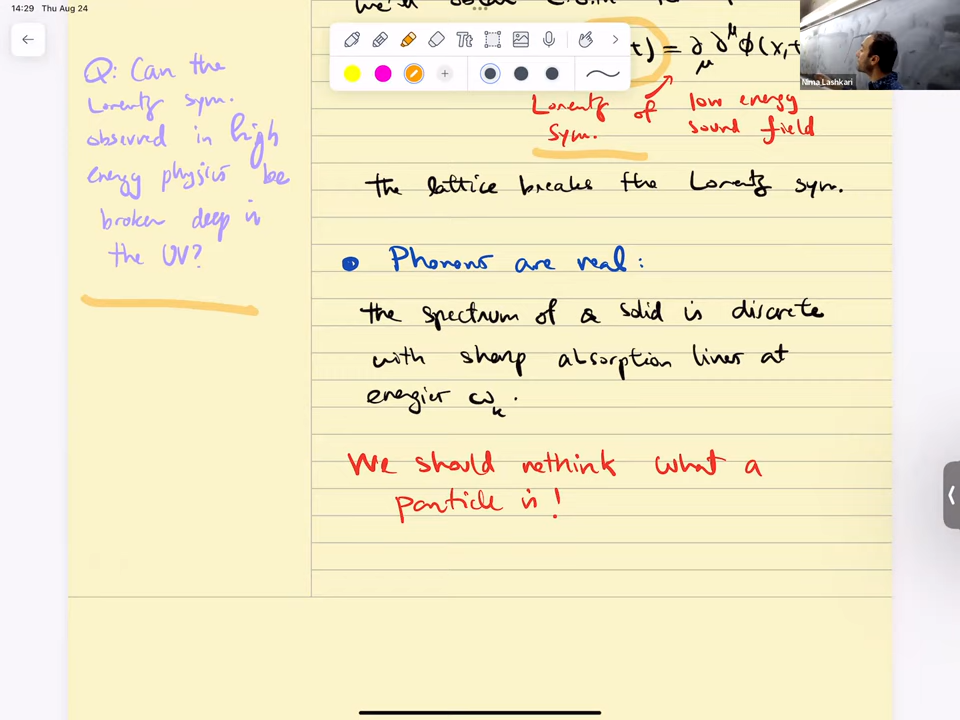 14:29 Thu Aug 24
Nima Lashkari
Tt
t) = ∂μ ∂^μ ϕ(x,t
Lorentz of low energy
Sym. sound field
the lattice breaks the Lorentz sym.
Q: Can the
Lorentz sym.
observed in high
energy physics be
broken deep in
the UV?
• Phonons are real:
the spectrum of a solid is discrete
with sharp absorption lines at
energies ω_k.
We should rethink what a
particle is!